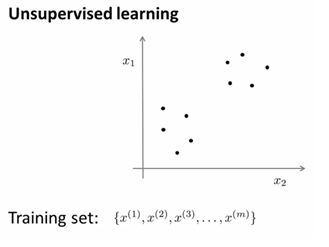 Unsupervised learning
x₁
x₂
Training set: {x⁽¹⁾, x⁽²⁾, x⁽³⁾, . . . , x⁽ᵐ⁾}